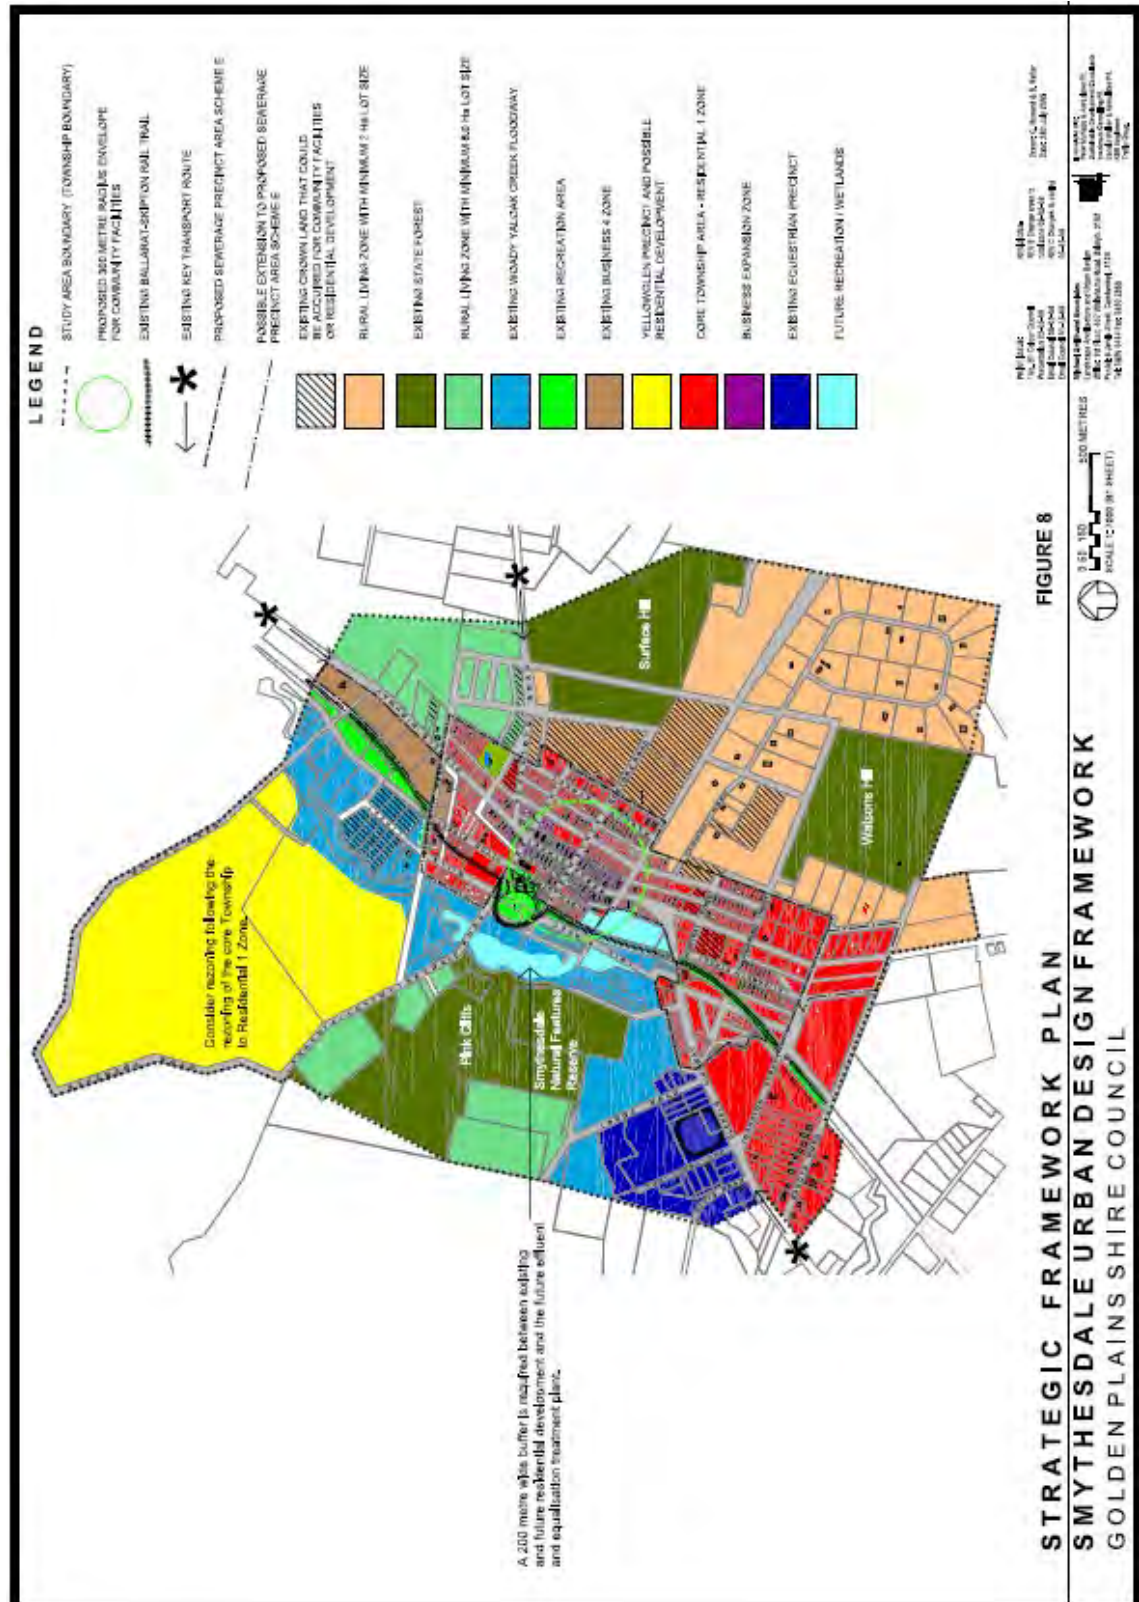 LEGEND
STUDY AREA BOUNDARY (TOWNSHIP BOUNDARY)
PROPOSED 300 METRE RADIUS ENVELOPE
FOR COMMUNITY FACILITIES
EXISTING BALLARAT-SKIPTON RAIL TRAIL
EXISTING KEY TRANSPORT ROUTE
PROPOSED SEWERAGE PRECINCT AREA SCHEME E
POSSIBLE EXTENSION TO PROPOSED SEWERAGE
PRECINCT AREA SCHEME E
EXISTING CROWN LAND THAT COULD
BE ACQUIRED FOR COMMUNITY FACILITIES
OR RESIDENTIAL DEVELOPMENT
RURAL LIVING ZONE WITH MINIMUM 2 Ha LOT SIZE
EXISTING STATE FOREST
RURAL LIVING ZONE WITH MINIMUM 8.0 Ha LOT SIZE
EXISTING WOADY YALOAK CREEK FLOODWAY
EXISTING RECREATION AREA
EXISTING BUSINESS 4 ZONE
YELLOWGLEN PRECINCT AND POSSIBLE
RESIDENTIAL DEVELOPMENT
CORE TOWNSHIP AREA - RESIDENTIAL 1 ZONE
BUSINESS EXPANSION ZONE
EXISTING EQUESTRIAN PRECINCT
FUTURE RECREATION / WETLANDS
Consider rezoning following the
rezoning of the core Township
to Residential 1 Zone.
Pink Cliffs
Smythesdale
Natural Features
Reserve
Surface Hill
Watsons Hill
A 200 metre wide buffer is required between existing
and future residential development and the future effluent
and equalisation treatment plant.
FIGURE 8
500 METRES
STRATEGIC FRAMEWORK PLAN
SMYTHESDALE URBAN DESIGN FRAMEWORK
GOLDEN PLAINS SHIRE COUNCIL